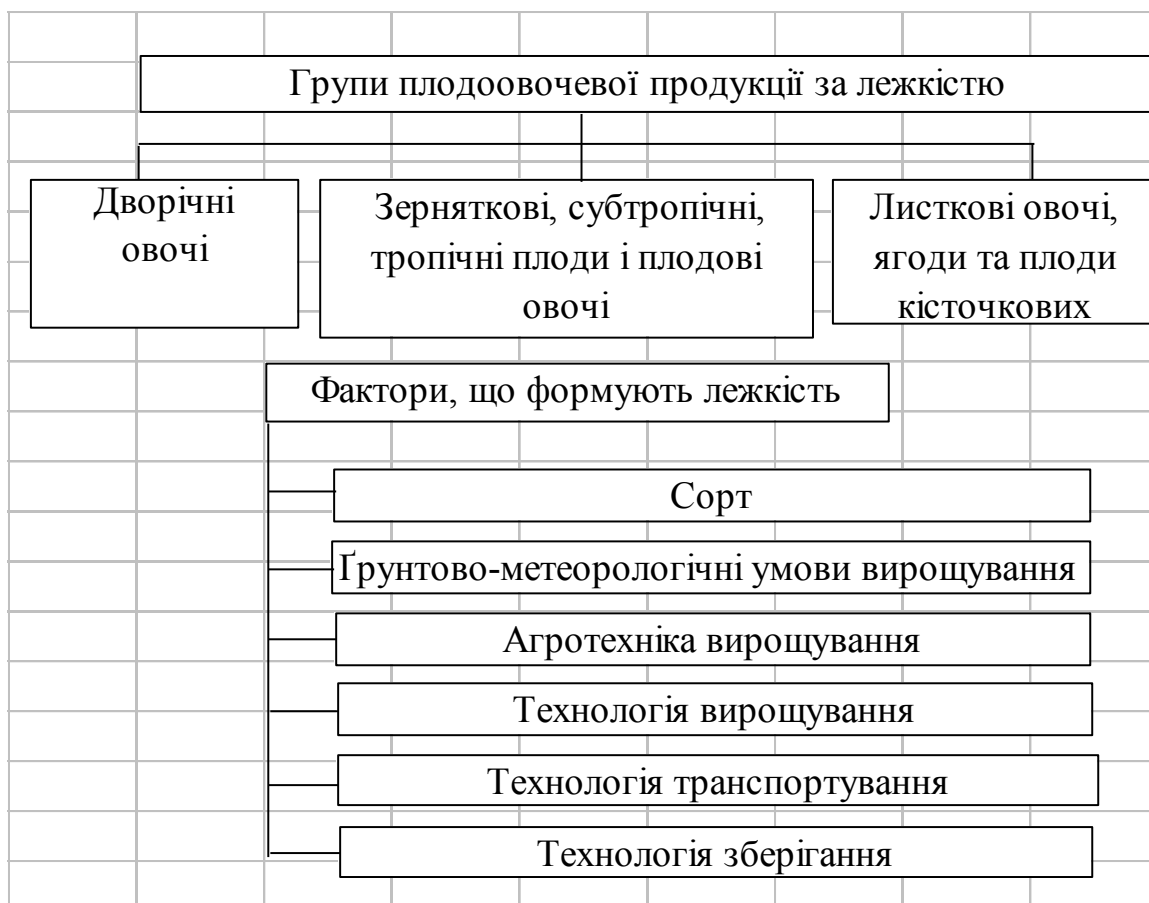 Групи плодоовочевої продукції за лежкістю
Дворічні
овочі
Зерняткові, субтропічні,
тропічні плоди і плодові
овочі
Листкові овочі,
ягоди та плоди
кісточкових
Фактори, що формують лежкість
Сорт
Ґрунтово-метеорологічні умови вирощування
Агротехніка вирощування
Технологія вирощування
Технологія транспортування
Технологія зберігання